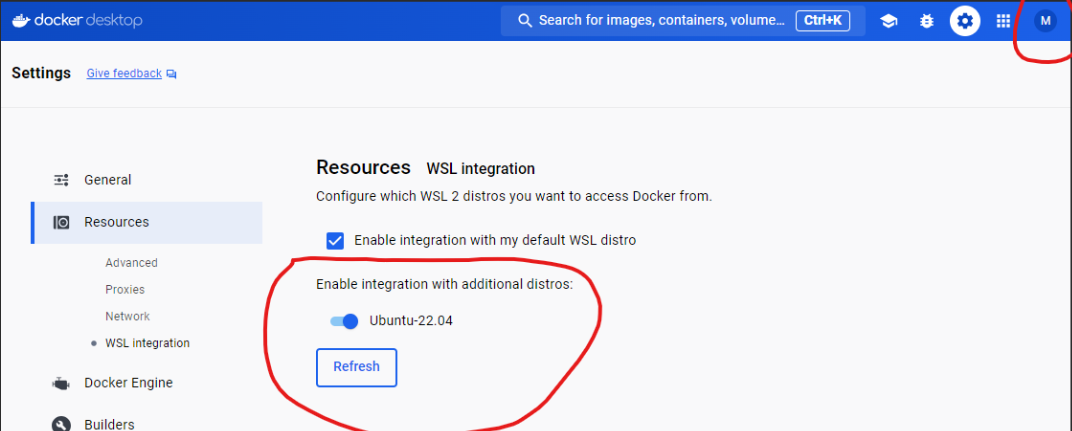 docker desktop
Search for images, containers, volume... Ctrl+K
M
Settings Give feedback
General
Resources
Advanced
Proxies
Network
WSL integration
Docker Engine
Builders
Resources WSL integration
Configure which WSL 2 distros you want to access Docker from.
Enable integration with my default WSL distro
Enable integration with additional distros:
Ubuntu-22.04
Refresh